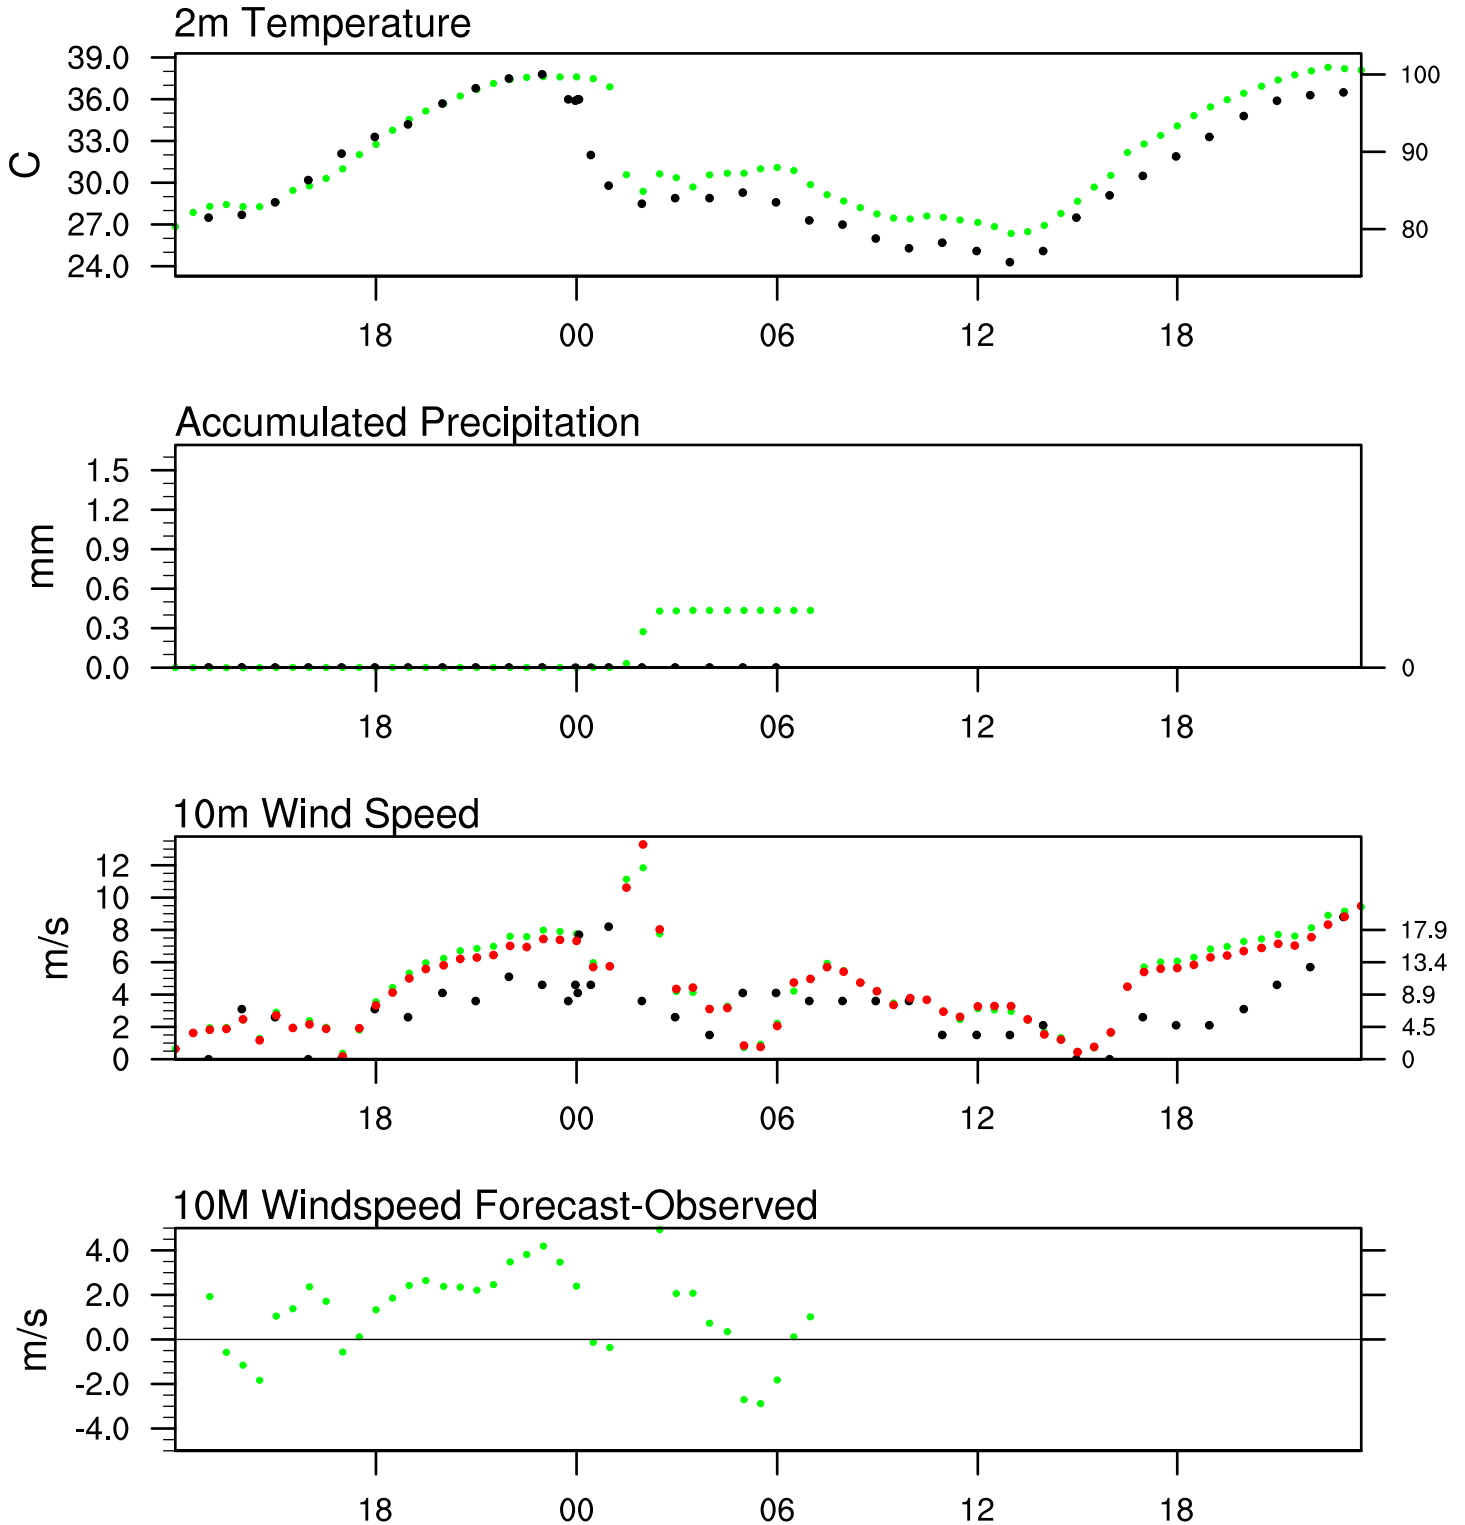 2m Temperature
39.0
36.0
33.0
30.0
27.0
24.0
C
100
90
80
18 00 06 12 18
Accumulated Precipitation
1.5
1.2
0.9
0.6
0.3
0.0
mm
0
18 00 06 12 18
10m Wind Speed
12
10
8
6
4
2
0
m/s
17.9
13.4
8.9
4.5
0
18 00 06 12 18
10M Windspeed Forecast-Observed
4.0
2.0
0.0
-2.0
-4.0
m/s
18 00 06 12 18